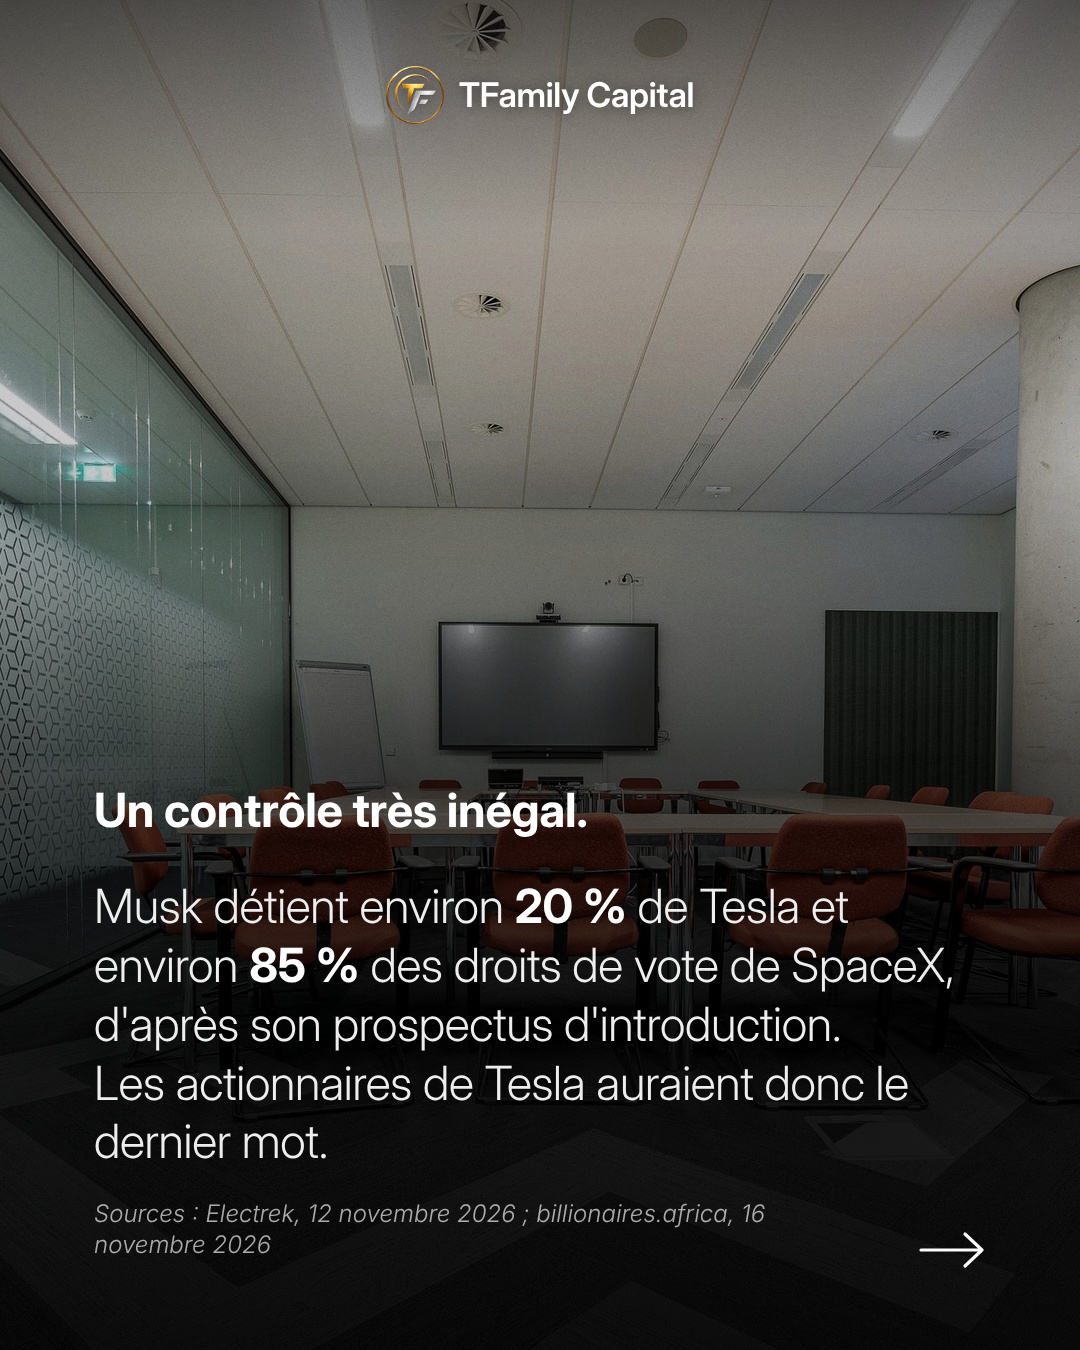 TF TFamily Capital
Un contrôle très inégal.
Musk détient environ 20 % de Tesla et
environ 85 % des droits de vote de SpaceX,
d'après son prospectus d'introduction.
Les actionnaires de Tesla auraient donc le
dernier mot.
Sources : Electrek, 12 novembre 2026 ; billionaires.africa, 16
novembre 2026